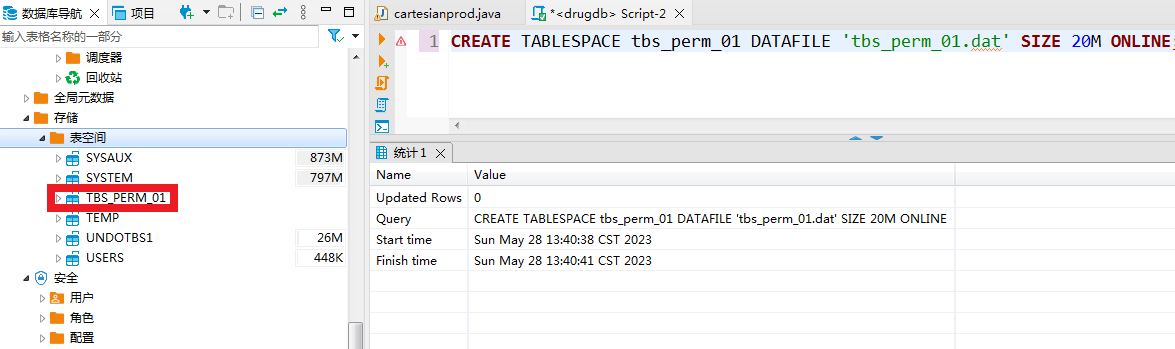 数据库导航
项目
输入表格名称的一部分
调度器
回收站
全局元数据
存储
表空间
SYSAUX 873M
SYSTEM 797M
TBS_PERM_01
TEMP
UNDOTBS1 26M
USERS 448K
安全
用户
角色
配置
cartesianprod.java
*<drugdb> Script-2
1 CREATE TABLESPACE tbs_perm_01 DATAFILE 'tbs_perm_01.dat' SIZE 20M ONLINE;
统计1
Name Value
Updated Rows 0
Query CREATE TABLESPACE tbs_perm_01 DATAFILE 'tbs_perm_01.dat' SIZE 20M ONLINE
Start time Sun May 28 13:40:38 CST 2023
Finish time Sun May 28 13:40:41 CST 2023